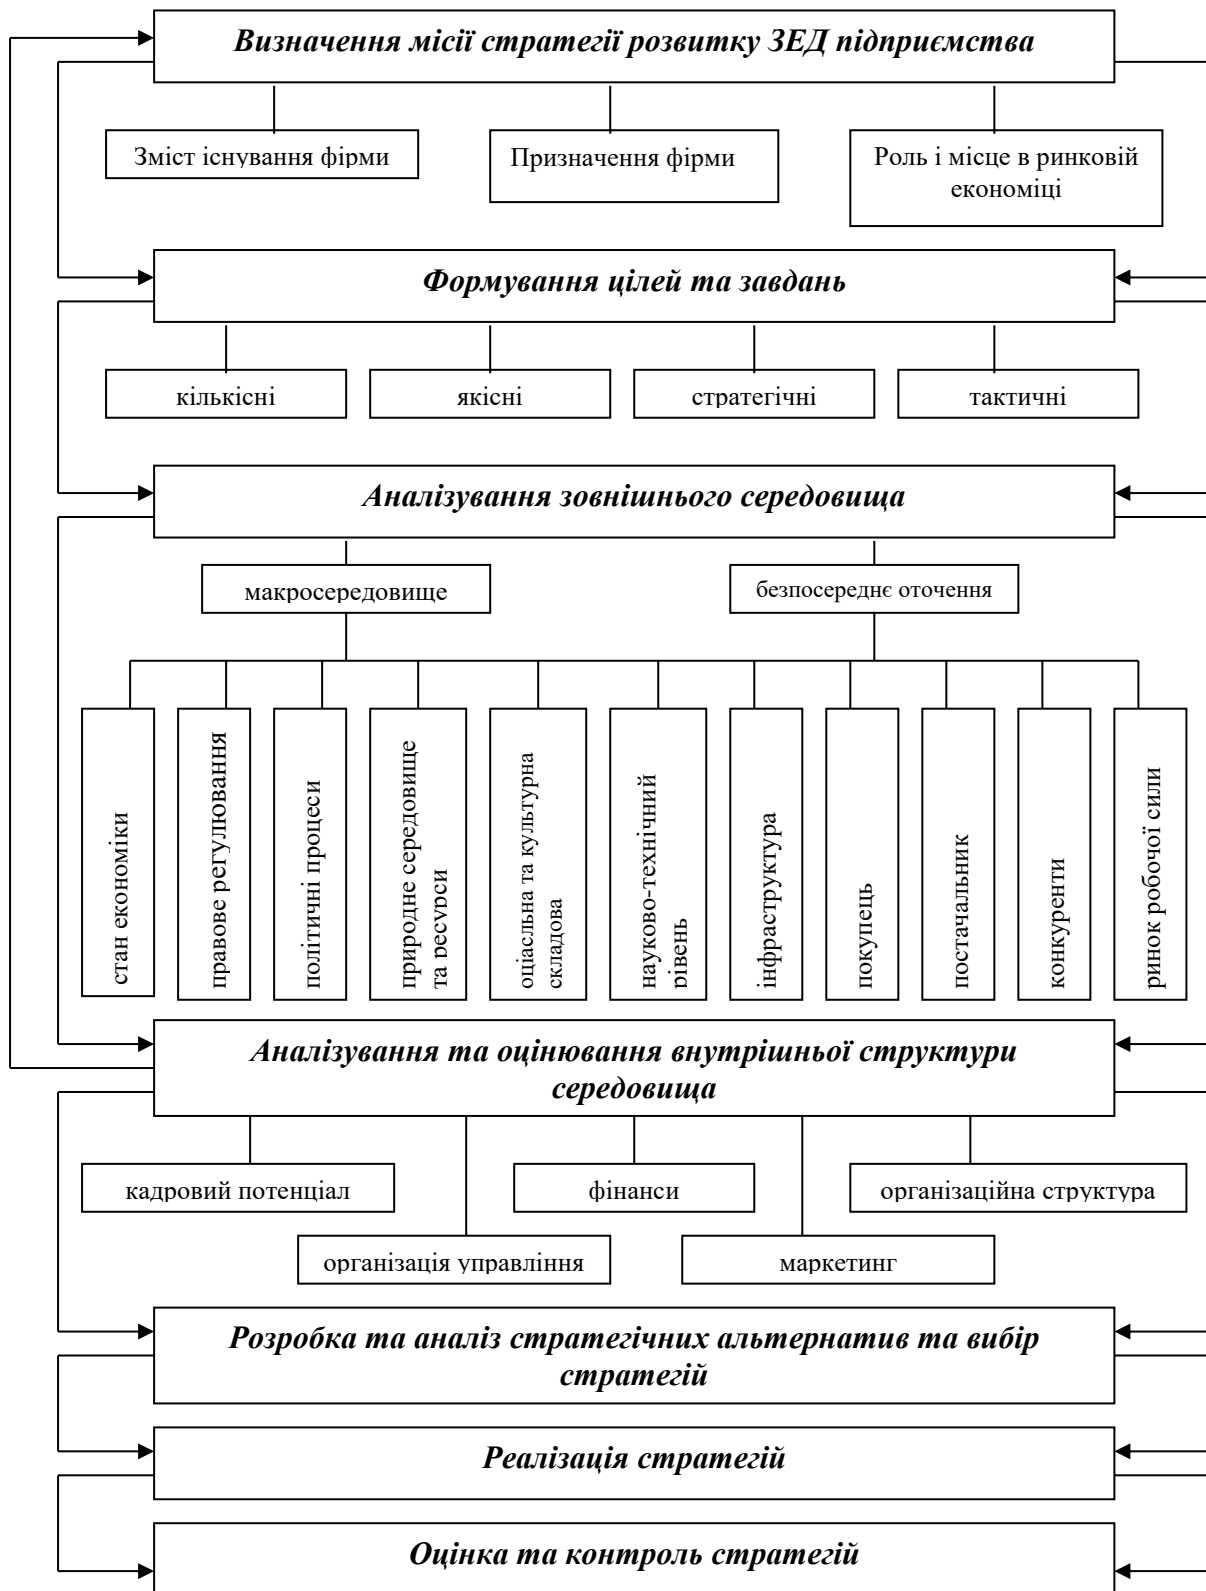 Визначення місії стратегії розвитку ЗЕД підприємства
Зміст існування фірми
Призначення фірми
Роль і місце в ринковій
економіці
Формування цілей та завдань
кількісні
якісні
стратегічні
тактичні
Аналізування зовнішнього середовища
макросередовище
безпосереднє оточення
стан економіки
правове регулювання
політичні процеси
природне середовище
та ресурси
оціасльна та культурна
складова
науково-технічний
рівень
інфраструктура
покупець
постачальник
конкуренти
ринок робочої сили
Аналізування та оцінювання внутрішньої структури
середовища
кадровий потенціал
фінанси
організаційна структура
організація управління
маркетинг
Розробка та аналіз стратегічних альтернатив та вибір
стратегій
Реалізація стратегій
Оцінка та контроль стратегій